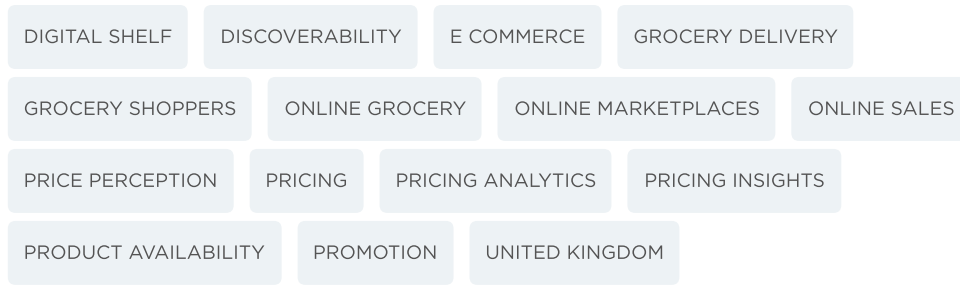 DIGITAL SHELF DISCOVERABILITY E COMMERCE GROCERY DELIVERY
GROCERY SHOPPERS ONLINE GROCERY ONLINE MARKETPLACES ONLINE SALES
PRICE PERCEPTION PRICING PRICING ANALYTICS PRICING INSIGHTS
PRODUCT AVAILABILITY PROMOTION UNITED KINGDOM